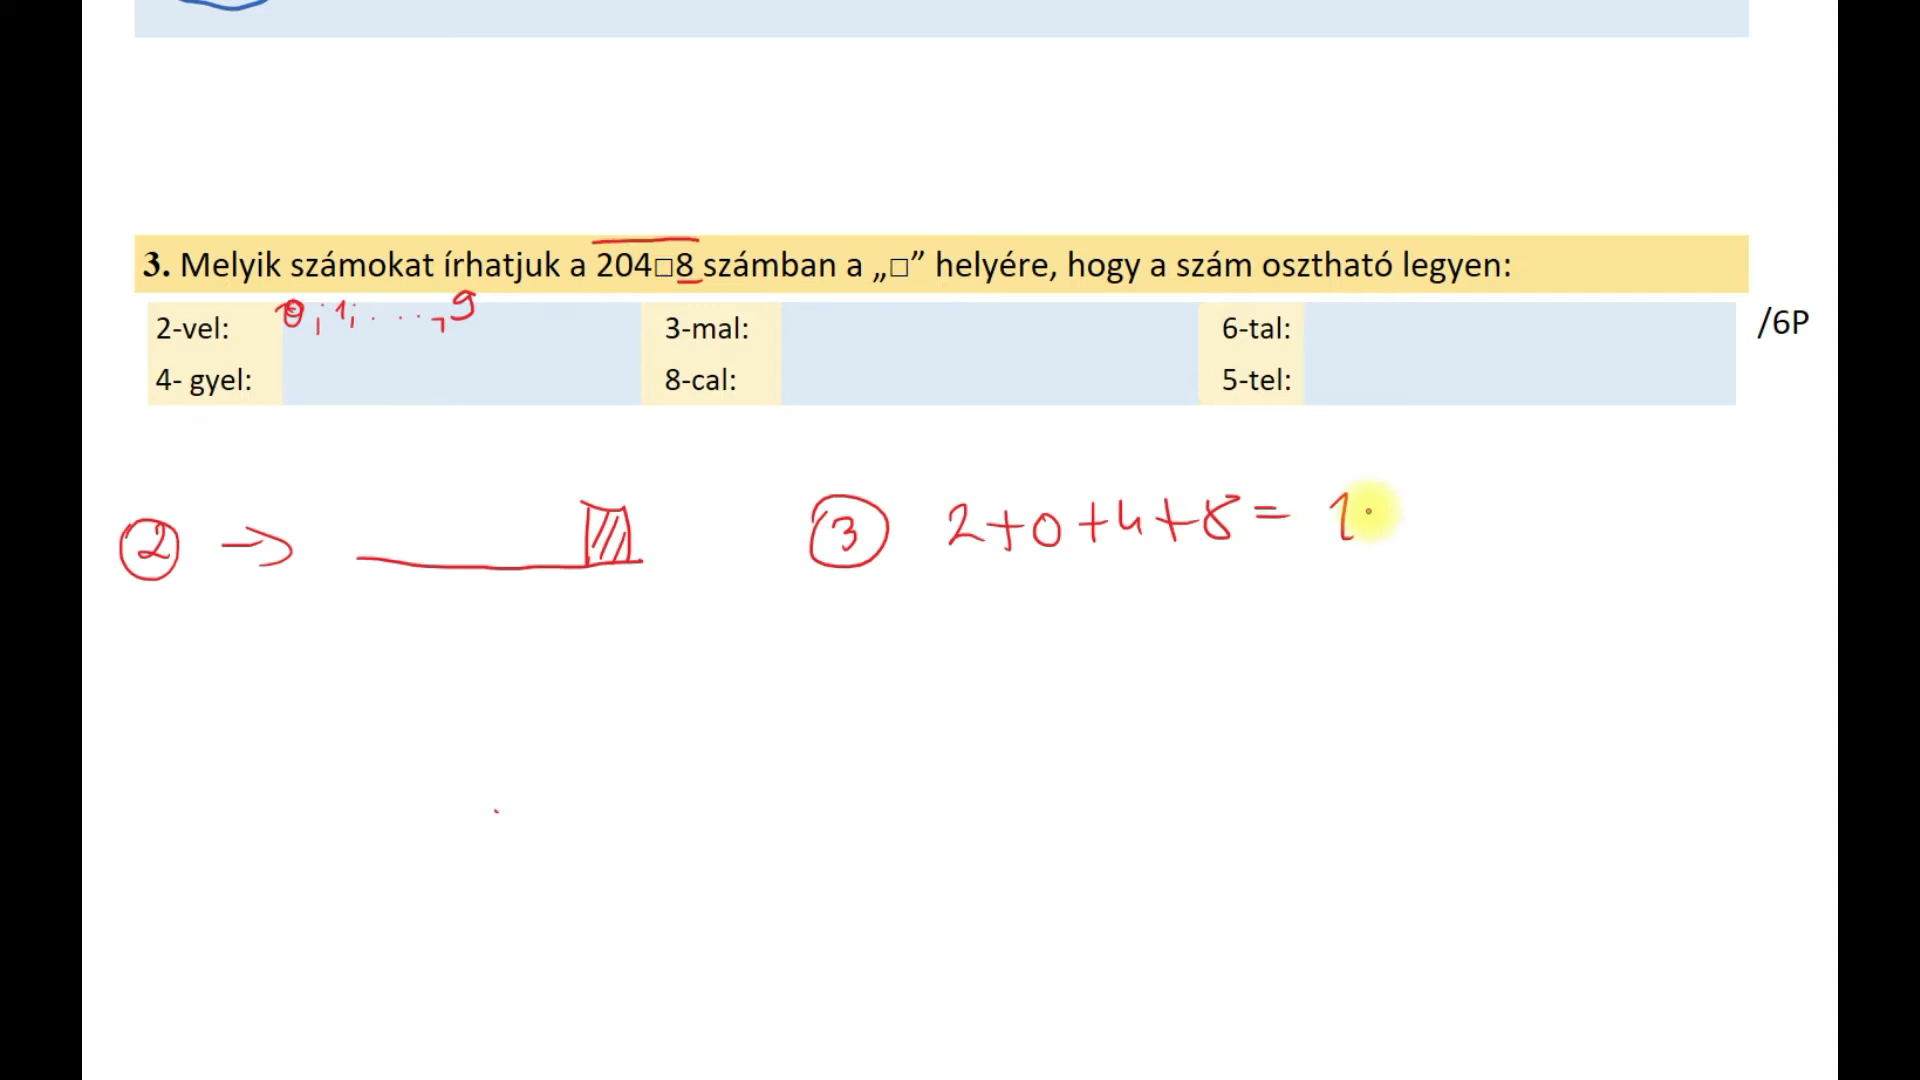 3. Melyik számokat írhatjuk a 204□8 számban a „□” helyére, hogy a szám osztható legyen:
2-vel: 0; 1; ..., 9 3-mal: 6-tal: /6P
4- gyel: 8-cal: 5-tel:
2 → 3 2+0+4+8= 1